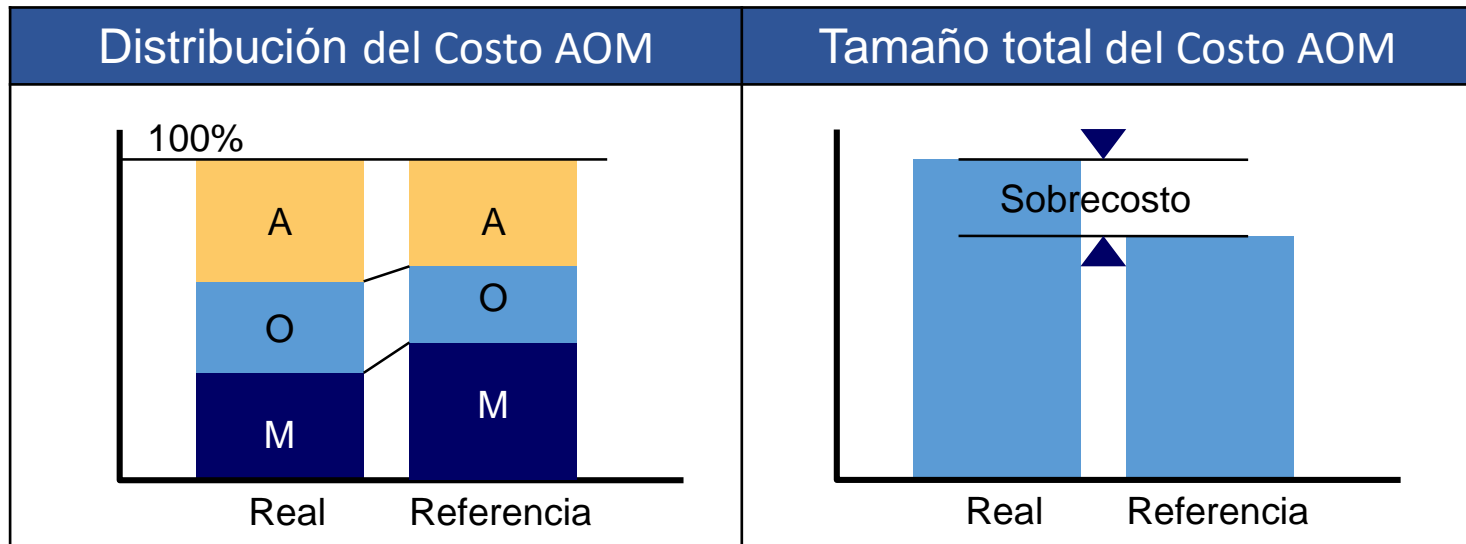 Distribución del Costo AOM
Tamaño total del Costo AOM
100%
A
A
O
O
M
M
Real
Referencia
Sobrecosto
Real
Referencia